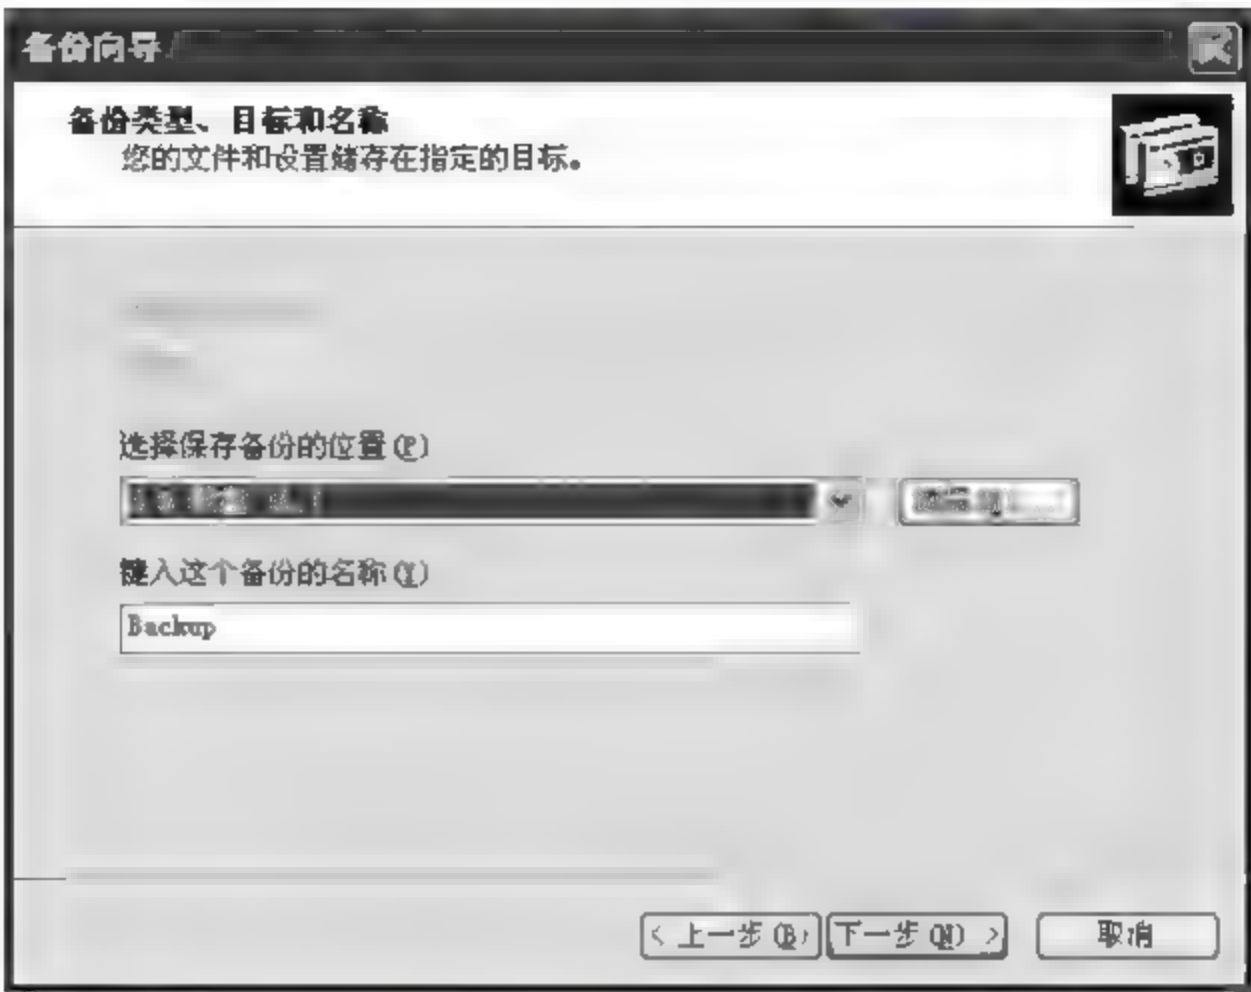 备份向导
备份类型、目标和名称
您的文件和设置储存在指定的目标。
选择保存备份的位置(P)
键入这个备份的名称(Y)
Backup
< 上一步(B) 下一步(N) > 取消